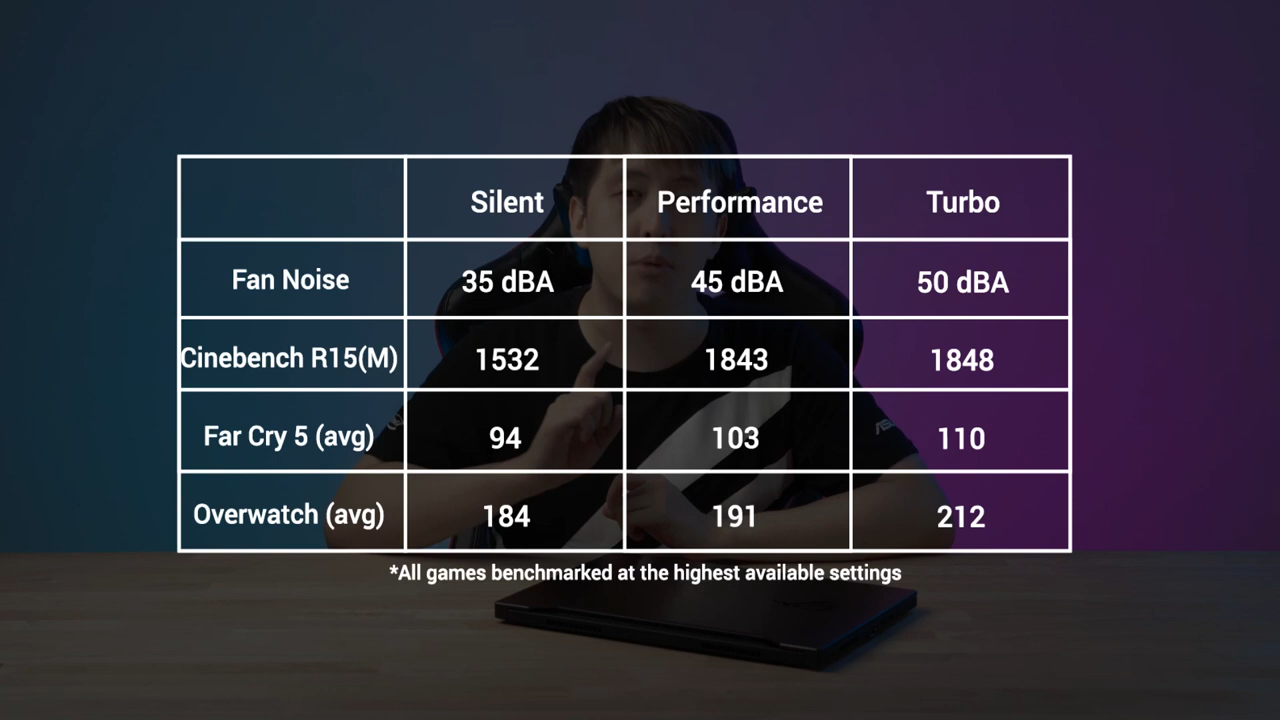 Silent Performance Turbo
Fan Noise 35 dBA 45 dBA 50 dBA
Cinebench R15(M) 1532 1843 1848
Far Cry 5 (avg) 94 103 110
Overwatch (avg) 184 191 212
*All games benchmarked at the highest available settings